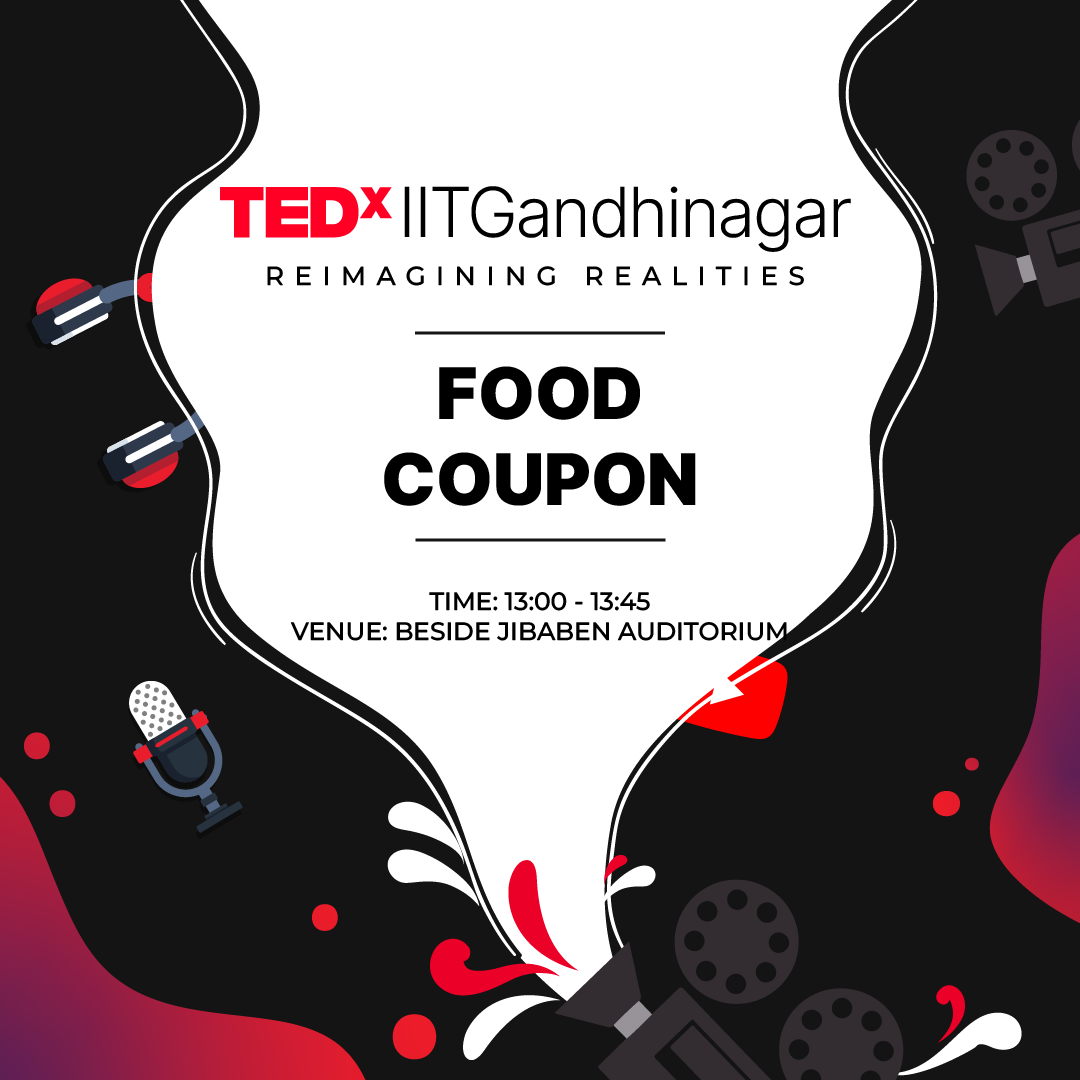 TEDx IITGandhinagar
REIMAGINING REALITIES
FOOD
COUPON
TIME: 13:00 - 13:45
VENUE: BESIDE JIBABEN AUDITORIUM